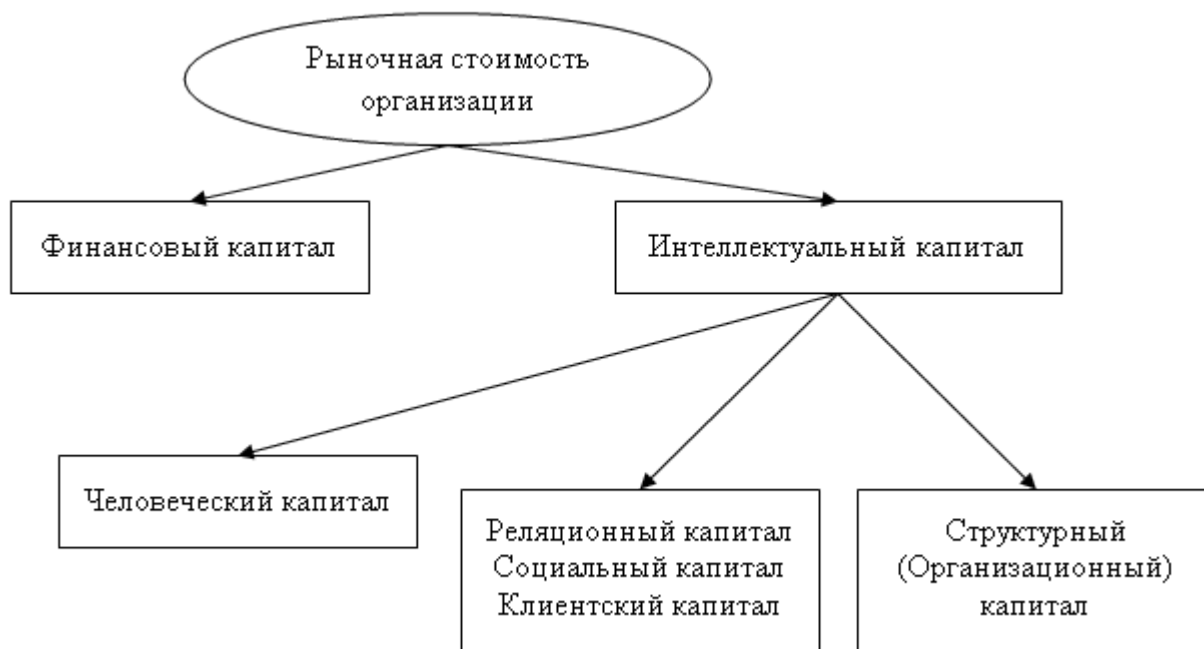 Рыночная стоимость
организации
Финансовый капитал
Интеллектуальный капитал
Человеческий капитал
Реляционный капитал
Социальный капитал
Клиентский капитал
Структурный
(Организационный)
капитал